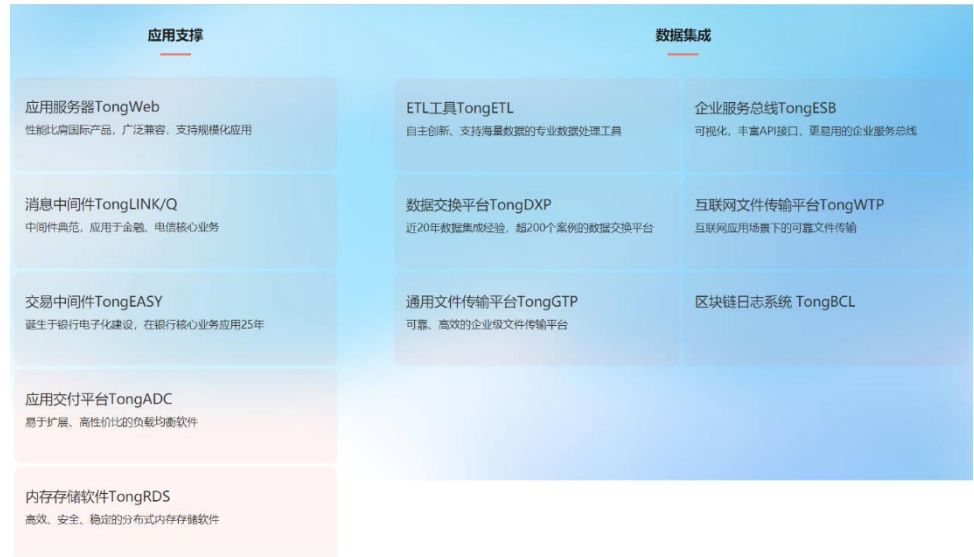 应用支撑
应用服务器TongWeb
性能比肩国际产品，广泛兼容，支持规模化应用
消息中间件TongLINK/Q
中间件典范，应用于金融、电信核心业务
交易中间件TongEASY
诞生于银行电子化建设，在银行核心业务应用25年
应用交付平台TongADC
易于扩展、高性价比的负载均衡软件
内存存储软件TongRDS
高效、安全、稳定的分布式内存存储软件
数据集成
ETL工具TongETL
自主创新、支持海量数据的专业数据处理工具
企业服务总线TongESB
可视化，丰富API接口，更易用的企业服务总线
数据交换平台TongDXP
近20年数据集成经验，超200个案例的数据交换平台
互联网文件传输平台TongWTP
互联网应用场景下的可靠文件传输
通用文件传输平台TongGTP
可靠、高效的企业级文件传输平台
区块链日志系统 TongBCL